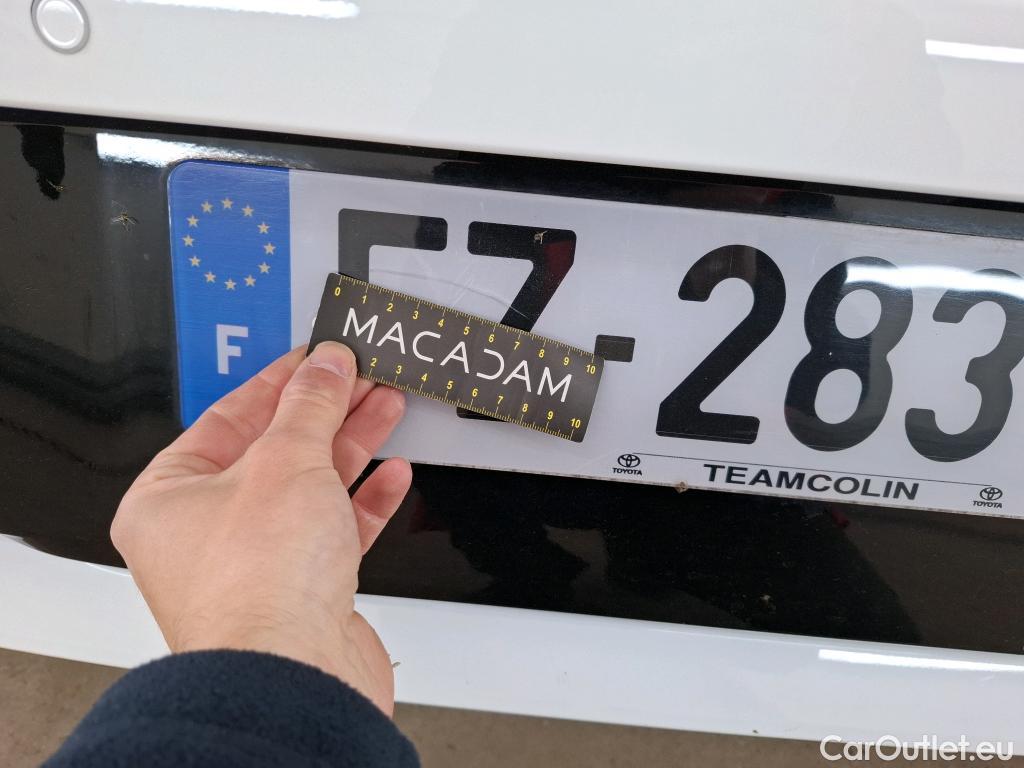 F
Z-283
0 1 2 3 4 5 6 7 8 9 10
MACADAM
2 3 4 5 6 7 8 9 10
TOYOTA
TEAMCOLIN
TOYOTA
CarOutlet.eu